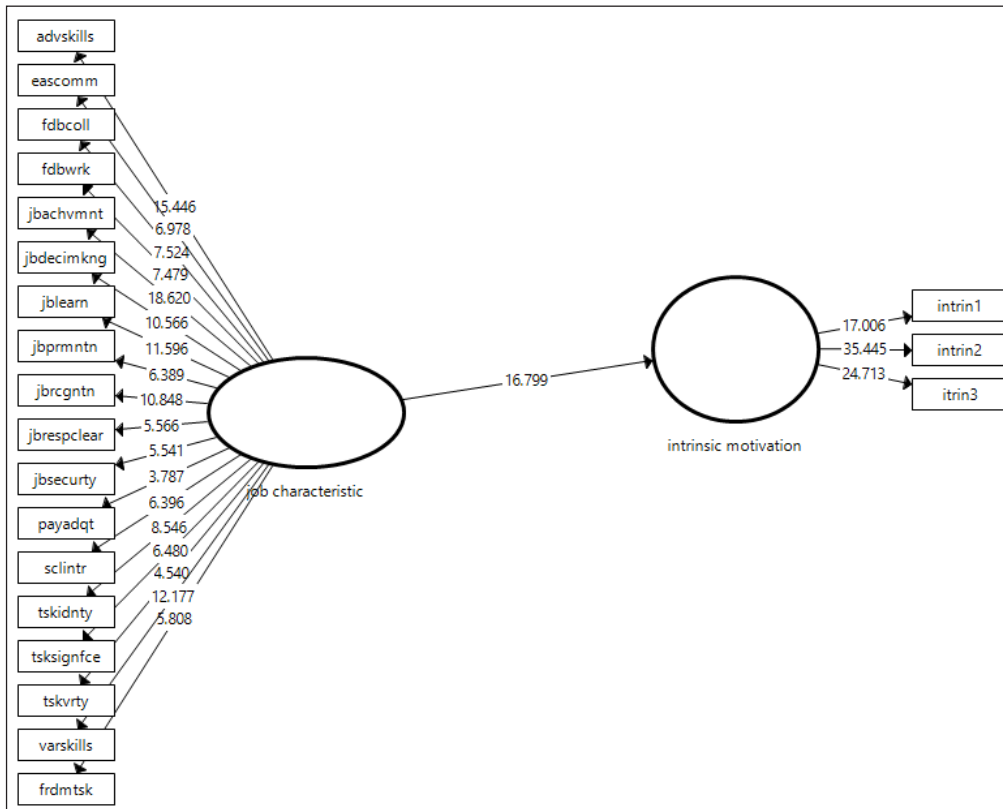 advskills
eascomm
fdbcoll
fdbwrk
jbachvmnt
jbdecimkng
jblearn
jbprmntn
jbrcgntn
jbrespclear
jbsecurty
payadqt
sclintr
tskidnty
tsksignfce
tskvrty
varskills
frdmtsk
15.446
6.978
7.524
7.479
18.620
10.566
11.596
6.389
10.848
5.566
5.541
3.787
6.396
8.546
6.480
4.540
12.177
5.808
job characteristic
16.799
intrinsic motivation
17.006
35.445
24.713
intrin1
intrin2
itrin3